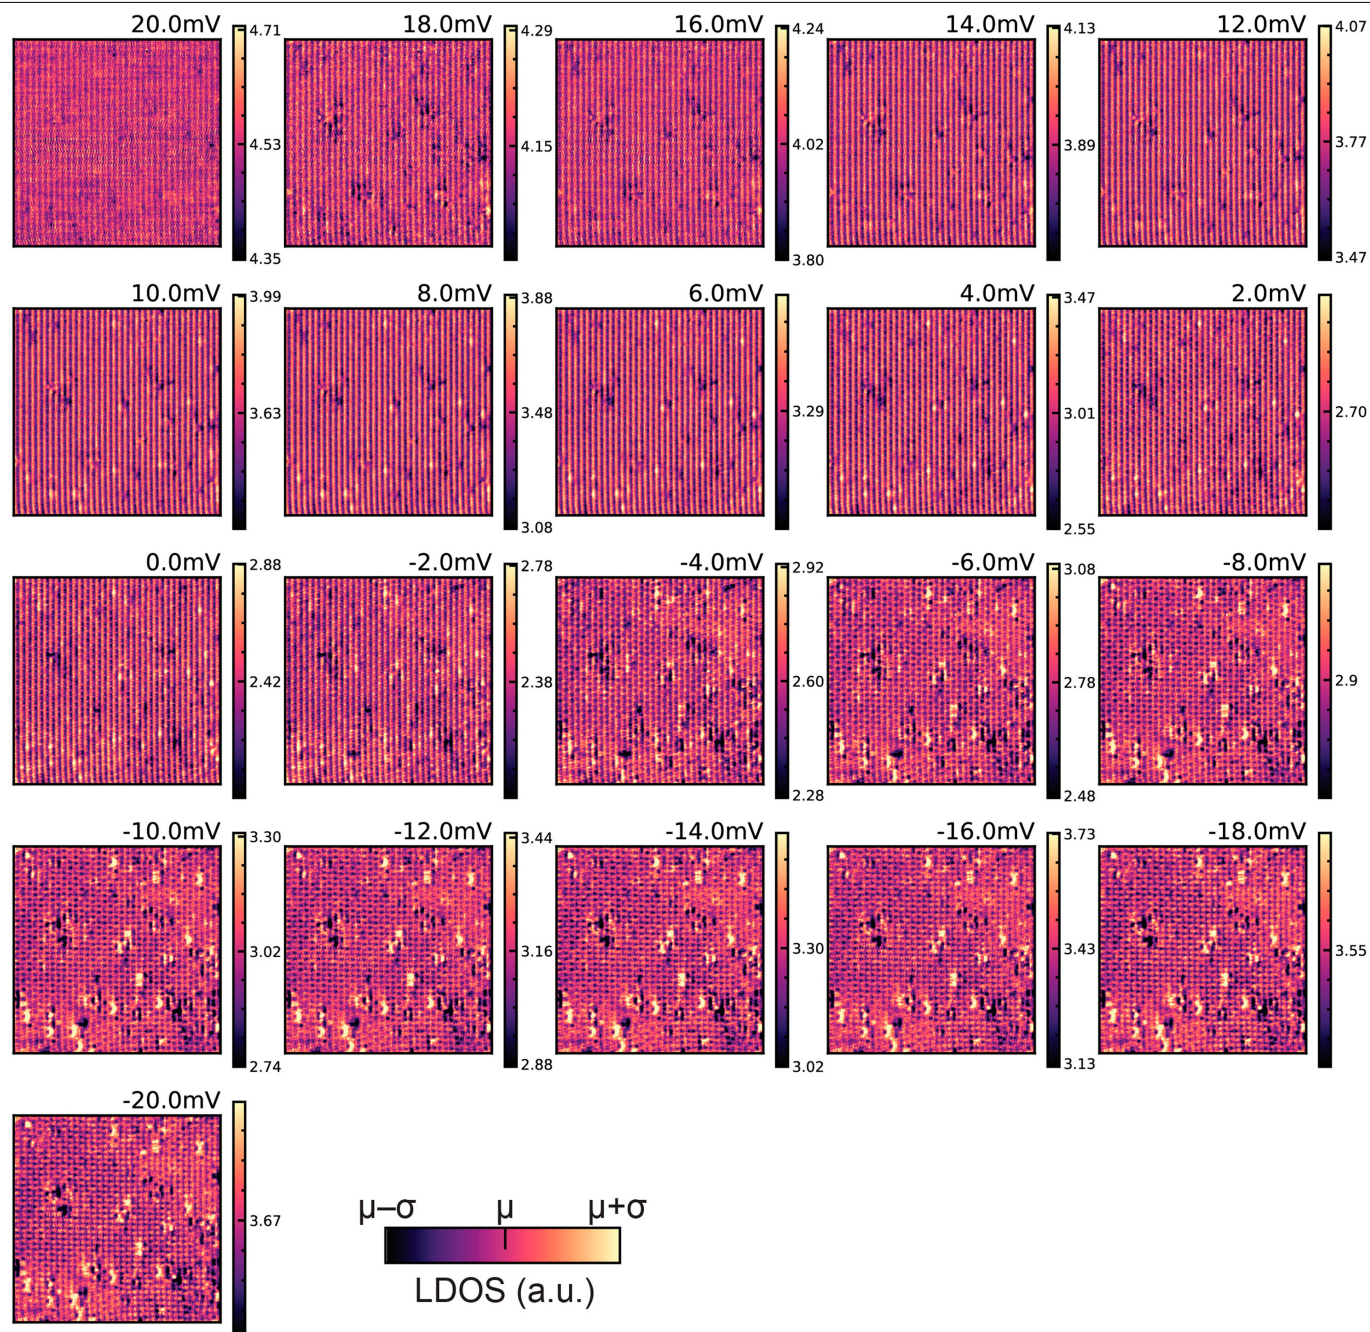 20.0mV 18.0mV 16.0mV 14.0mV 12.0mV
4.71 4.29 4.24 4.13 4.07
4.53 4.15 4.02 3.89 3.77
4.35 3.80 3.47
10.0mV 8.0mV 6.0mV 4.0mV 2.0mV
3.99 3.88 3.47
3.63 3.48 3.29 3.01 2.70
3.08 2.55
0.0mV -2.0mV -4.0mV -6.0mV -8.0mV
2.88 2.78 2.92 3.08
2.42 2.38 2.60 2.78 2.9
2.28 2.48
-10.0mV -12.0mV -14.0mV -16.0mV -18.0mV
3.30 3.44 3.73
3.02 3.16 3.30 3.43 3.55
2.74 2.88 3.02 3.13
-20.0mV
3.67
μ−σ μ μ+σ
LDOS (a.u.)